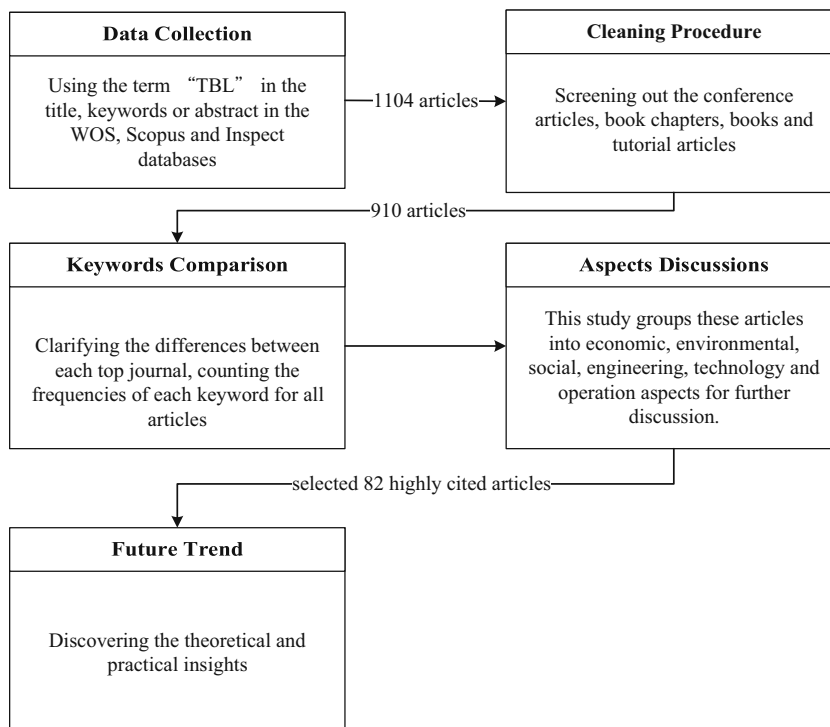 Data Collection
Using the term “TBL” in the
title, keywords or abstract in the
WOS, Scopus and Inspect
databases
1104 articles
Cleaning Procedure
Screening out the conference
articles, book chapters, books and
tutorial articles
910 articles
Keywords Comparison
Clarifying the differences between
each top journal, counting the
frequencies of each keyword for all
articles
Aspects Discussions
This study groups these articles
into economic, environmental,
social, engineering, technology and
operation aspects for further
discussion.
selected 82 highly cited articles
Future Trend
Discovering the theoretical and
practical insights